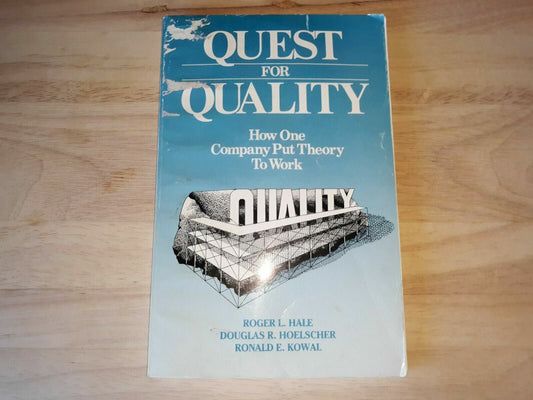 QUEST
FOR
QUALITY
How One
Company Put Theory
To Work
QUALITY
ROGER L. HALE
DOUGLAS R. HOELSCHER
RONALD E. KOWAL